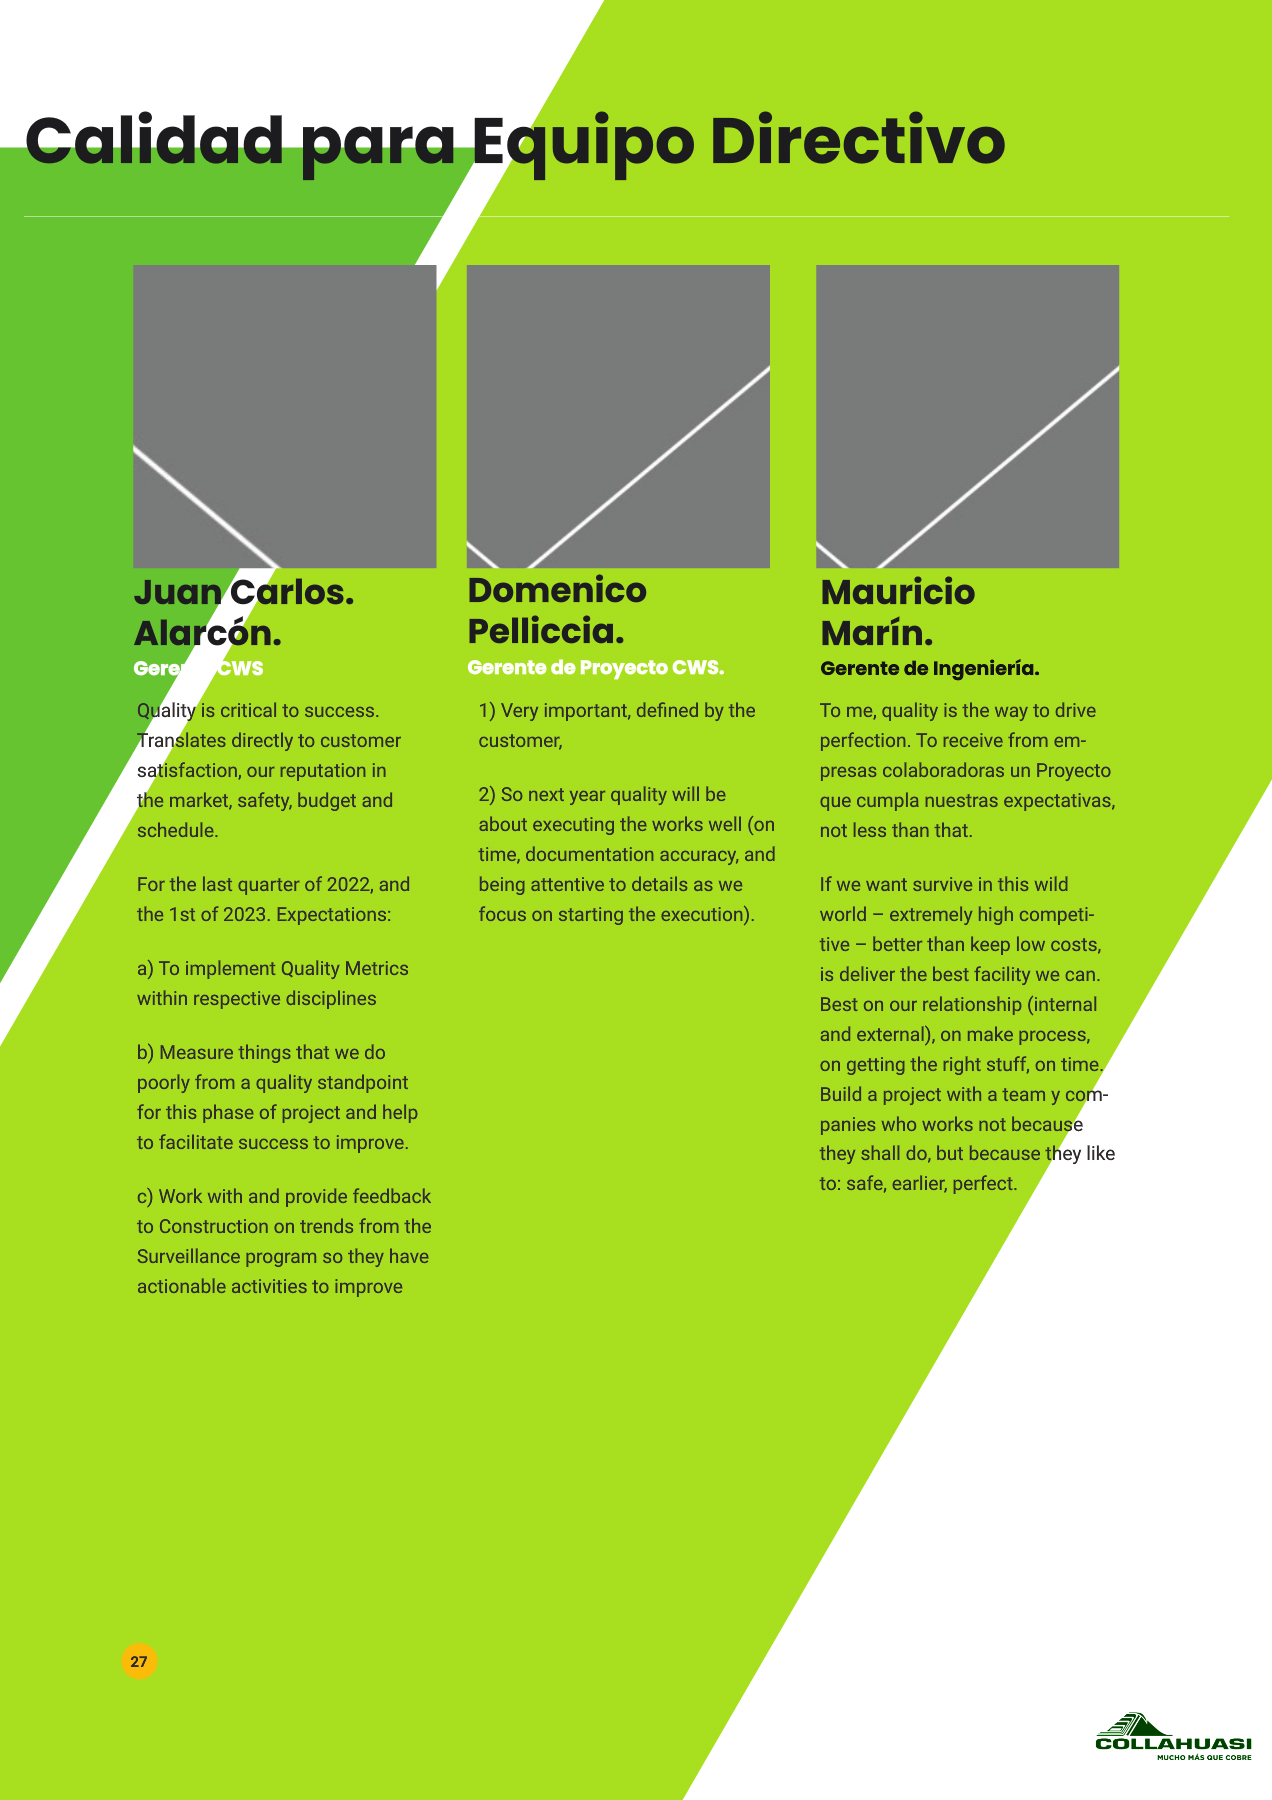 Calidad para Equipo Directivo
Juan Carlos.
Alarcón.
Gerente CWS
Quality is critical to success.
Translates directly to customer
satisfaction, our reputation in
the market, safety, budget and
schedule.
For the last quarter of 2022, and
the 1st of 2023. Expectations:
a) To implement Quality Metrics
within respective disciplines
b) Measure things that we do
poorly from a quality standpoint
for this phase of project and help
to facilitate success to improve.
c) Work with and provide feedback
to Construction on trends from the
Surveillance program so they have
actionable activities to improve
Domenico
Pelliccia.
Gerente de Proyecto CWS.
1) Very important, defined by the
customer,
2) So next year quality will be
about executing the works well (on
time, documentation accuracy, and
being attentive to details as we
focus on starting the execution).
Mauricio
Marín.
Gerente de Ingeniería.
To me, quality is the way to drive
perfection. To receive from em-
presas colaboradoras un Proyecto
que cumpla nuestras expectativas,
not less than that.
If we want survive in this wild
world – extremely high competi-
tive – better than keep low costs,
is deliver the best facility we can.
Best on our relationship (internal
and external), on make process,
on getting the right stuff, on time.
Build a project with a team y com-
panies who works not because
they shall do, but because they like
to: safe, earlier, perfect.
27
COLLAHUASI
MUCHO MÁS QUE COBRE